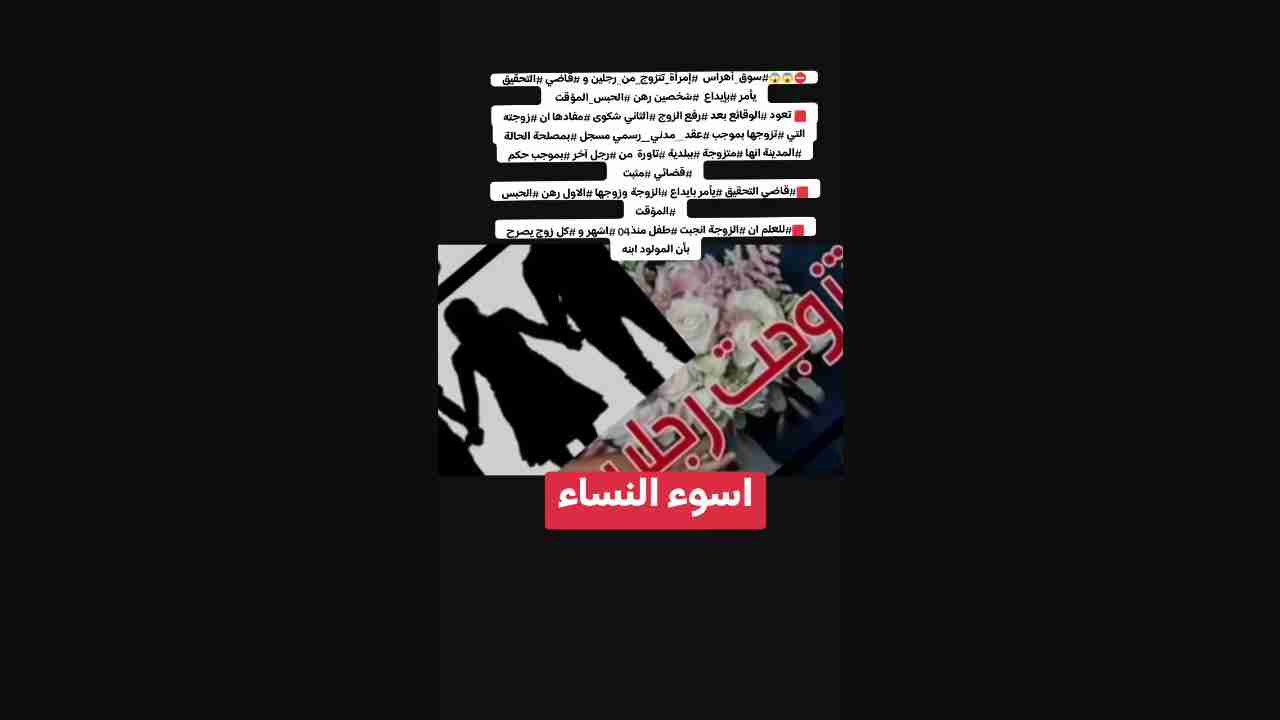 ⛔😱😱#سوق_أهراس #إمرأة_تتزوج_من_رجلين و #قاضي #التحقيق
يأمر #بإيداع #شخصين رهن #الحبس_المؤقت
🟥 تعود #الوقائع بعد #رفع الزوج #الثاني شكوى #مفادها ان #زوجته
التي #تزوجها بموجب #عقد__مدني__رسمي مسجل #بمصلحة الحالة
#المدينة انها #متزوجة #ببلدية #تاورة من #رجل آخر #بموجب حكم
#قضائي #مثبت
🟥#قاضي التحقيق #يأمر بايداع #الزوجة وزوجها #الاول رهن #الحبس
#المؤقت
🟥#للعلم ان #الزوجة انجبت #طفل منذ04 #اشهر و #كل زوج يصرح
بأن المولود ابنه
تزوجت رجلا
اسوء النساء